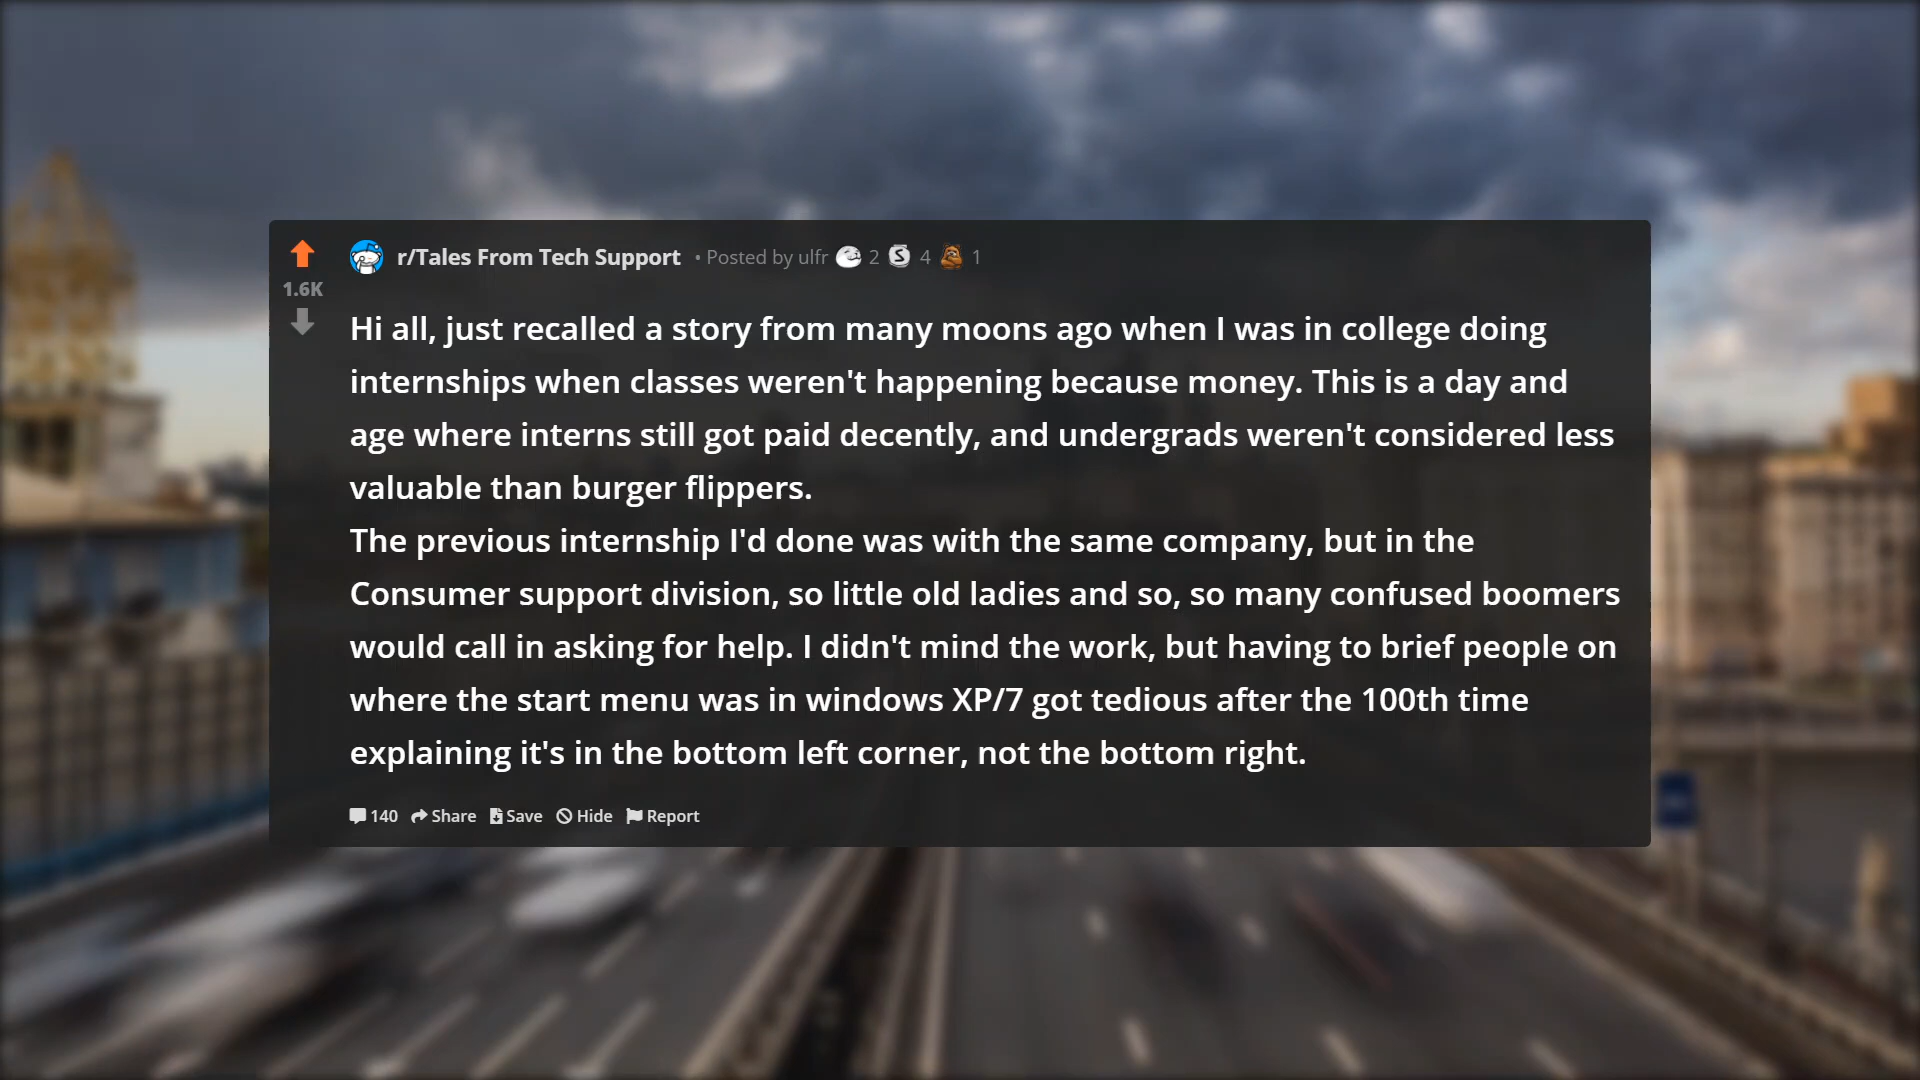 r/Tales From Tech Support • Posted by ulfr 2 S 4 1
1.6K
Hi all, just recalled a story from many moons ago when I was in college doing
internships when classes weren't happening because money. This is a day and
age where interns still got paid decently, and undergrads weren't considered less
valuable than burger flippers.
The previous internship I'd done was with the same company, but in the
Consumer support division, so little old ladies and so, so many confused boomers
would call in asking for help. I didn't mind the work, but having to brief people on
where the start menu was in windows XP/7 got tedious after the 100th time
explaining it's in the bottom left corner, not the bottom right.
140 Share Save Hide Report